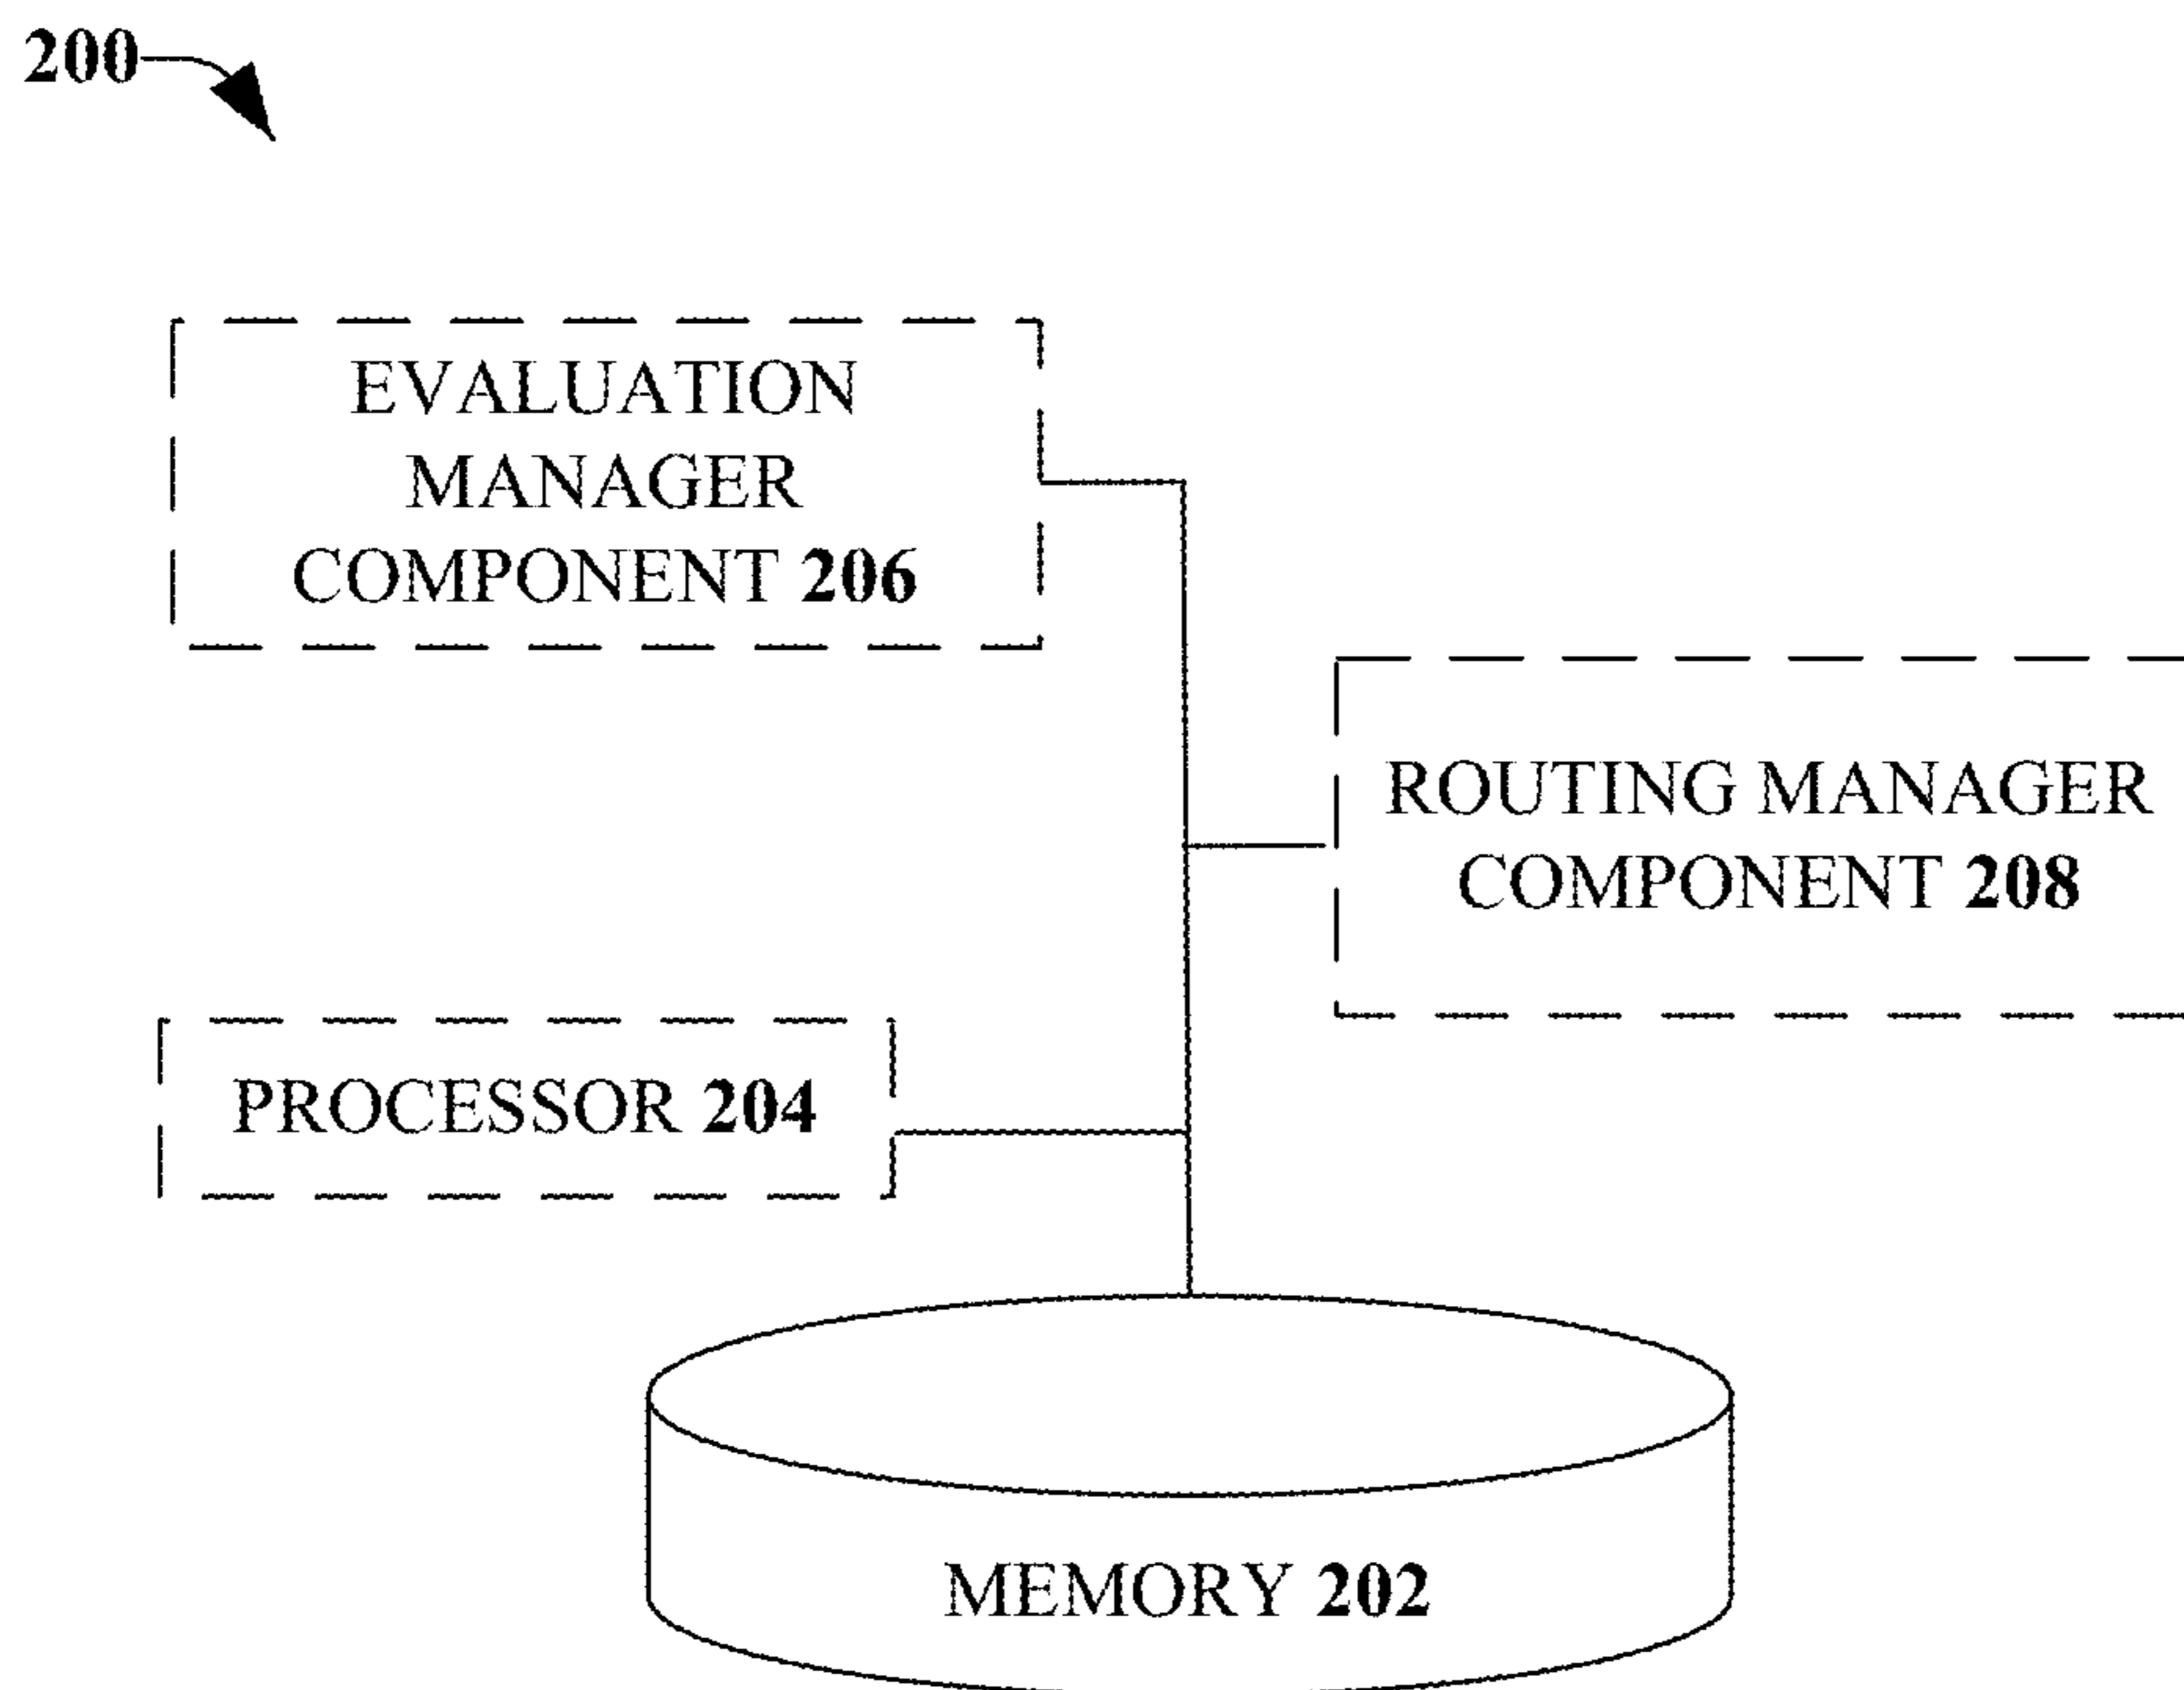 200
EVALUATION
MANAGER
COMPONENT 206
ROUTING MANAGER
COMPONENT 208
PROCESSOR 204
MEMORY 202